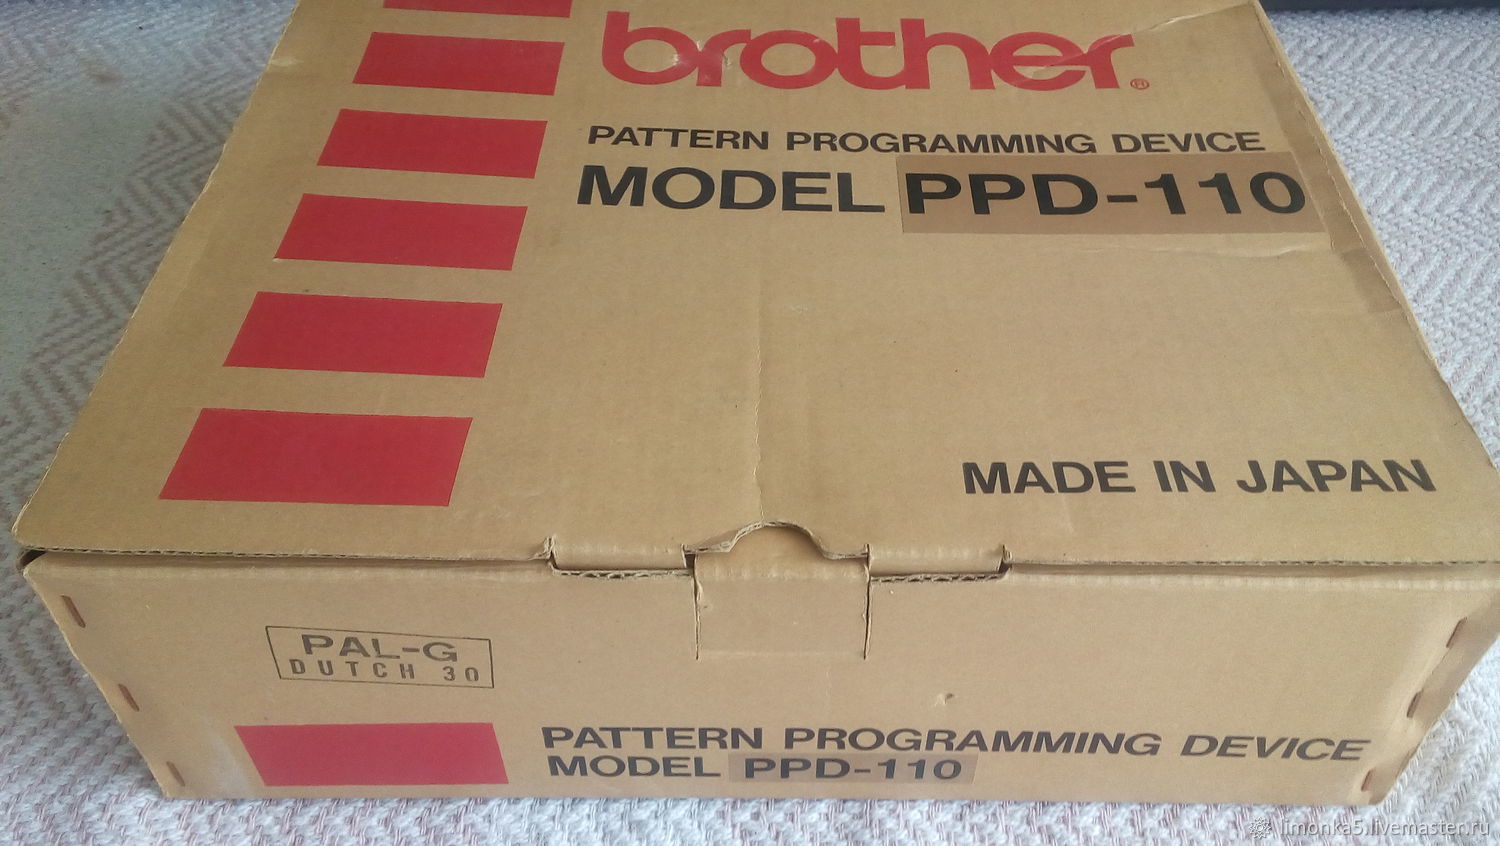 brother®
PATTERN PROGRAMMING DEVICE
MODEL PPD-110
MADE IN JAPAN
PAL-G
DUTCH 30
PATTERN PROGRAMMING DEVICE
MODEL PPD-110
limonka5.livemaster.ru